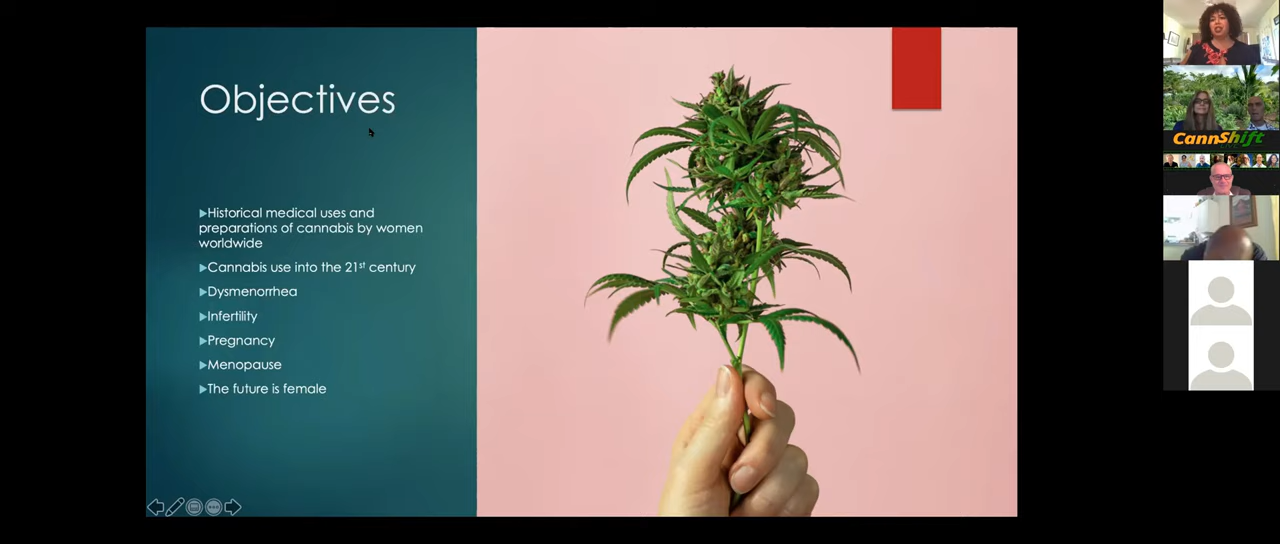 Objectives
▶Historical medical uses and
preparations of cannabis by women
worldwide
▶Cannabis use into the 21st century
▶Dysmenorrhea
▶Infertility
▶Pregnancy
▶Menopause
▶The future is female
CannShift